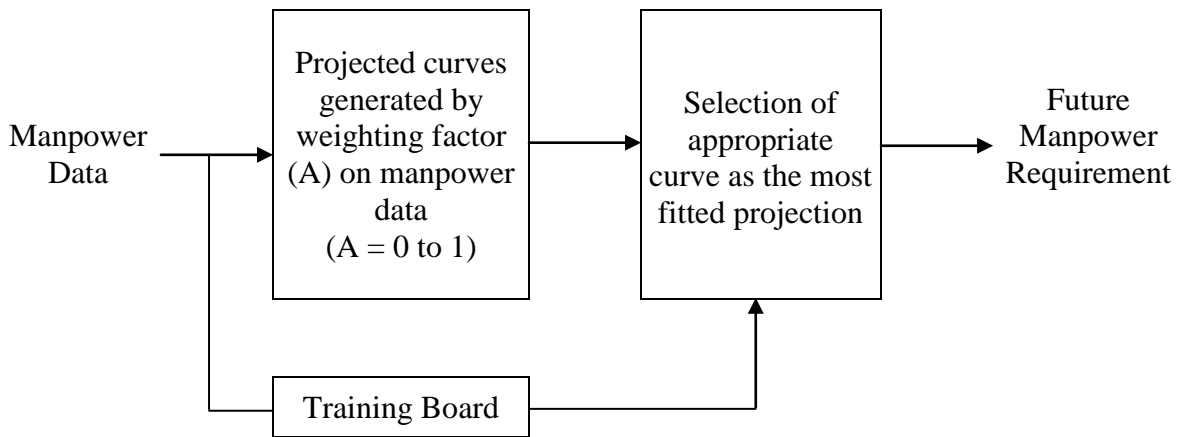 Manpower
Data
Projected curves
generated by
weighting factor
(A) on manpower
data
(A = 0 to 1)
Selection of
appropriate
curve as the most
fitted projection
Future
Manpower
Requirement
Training Board